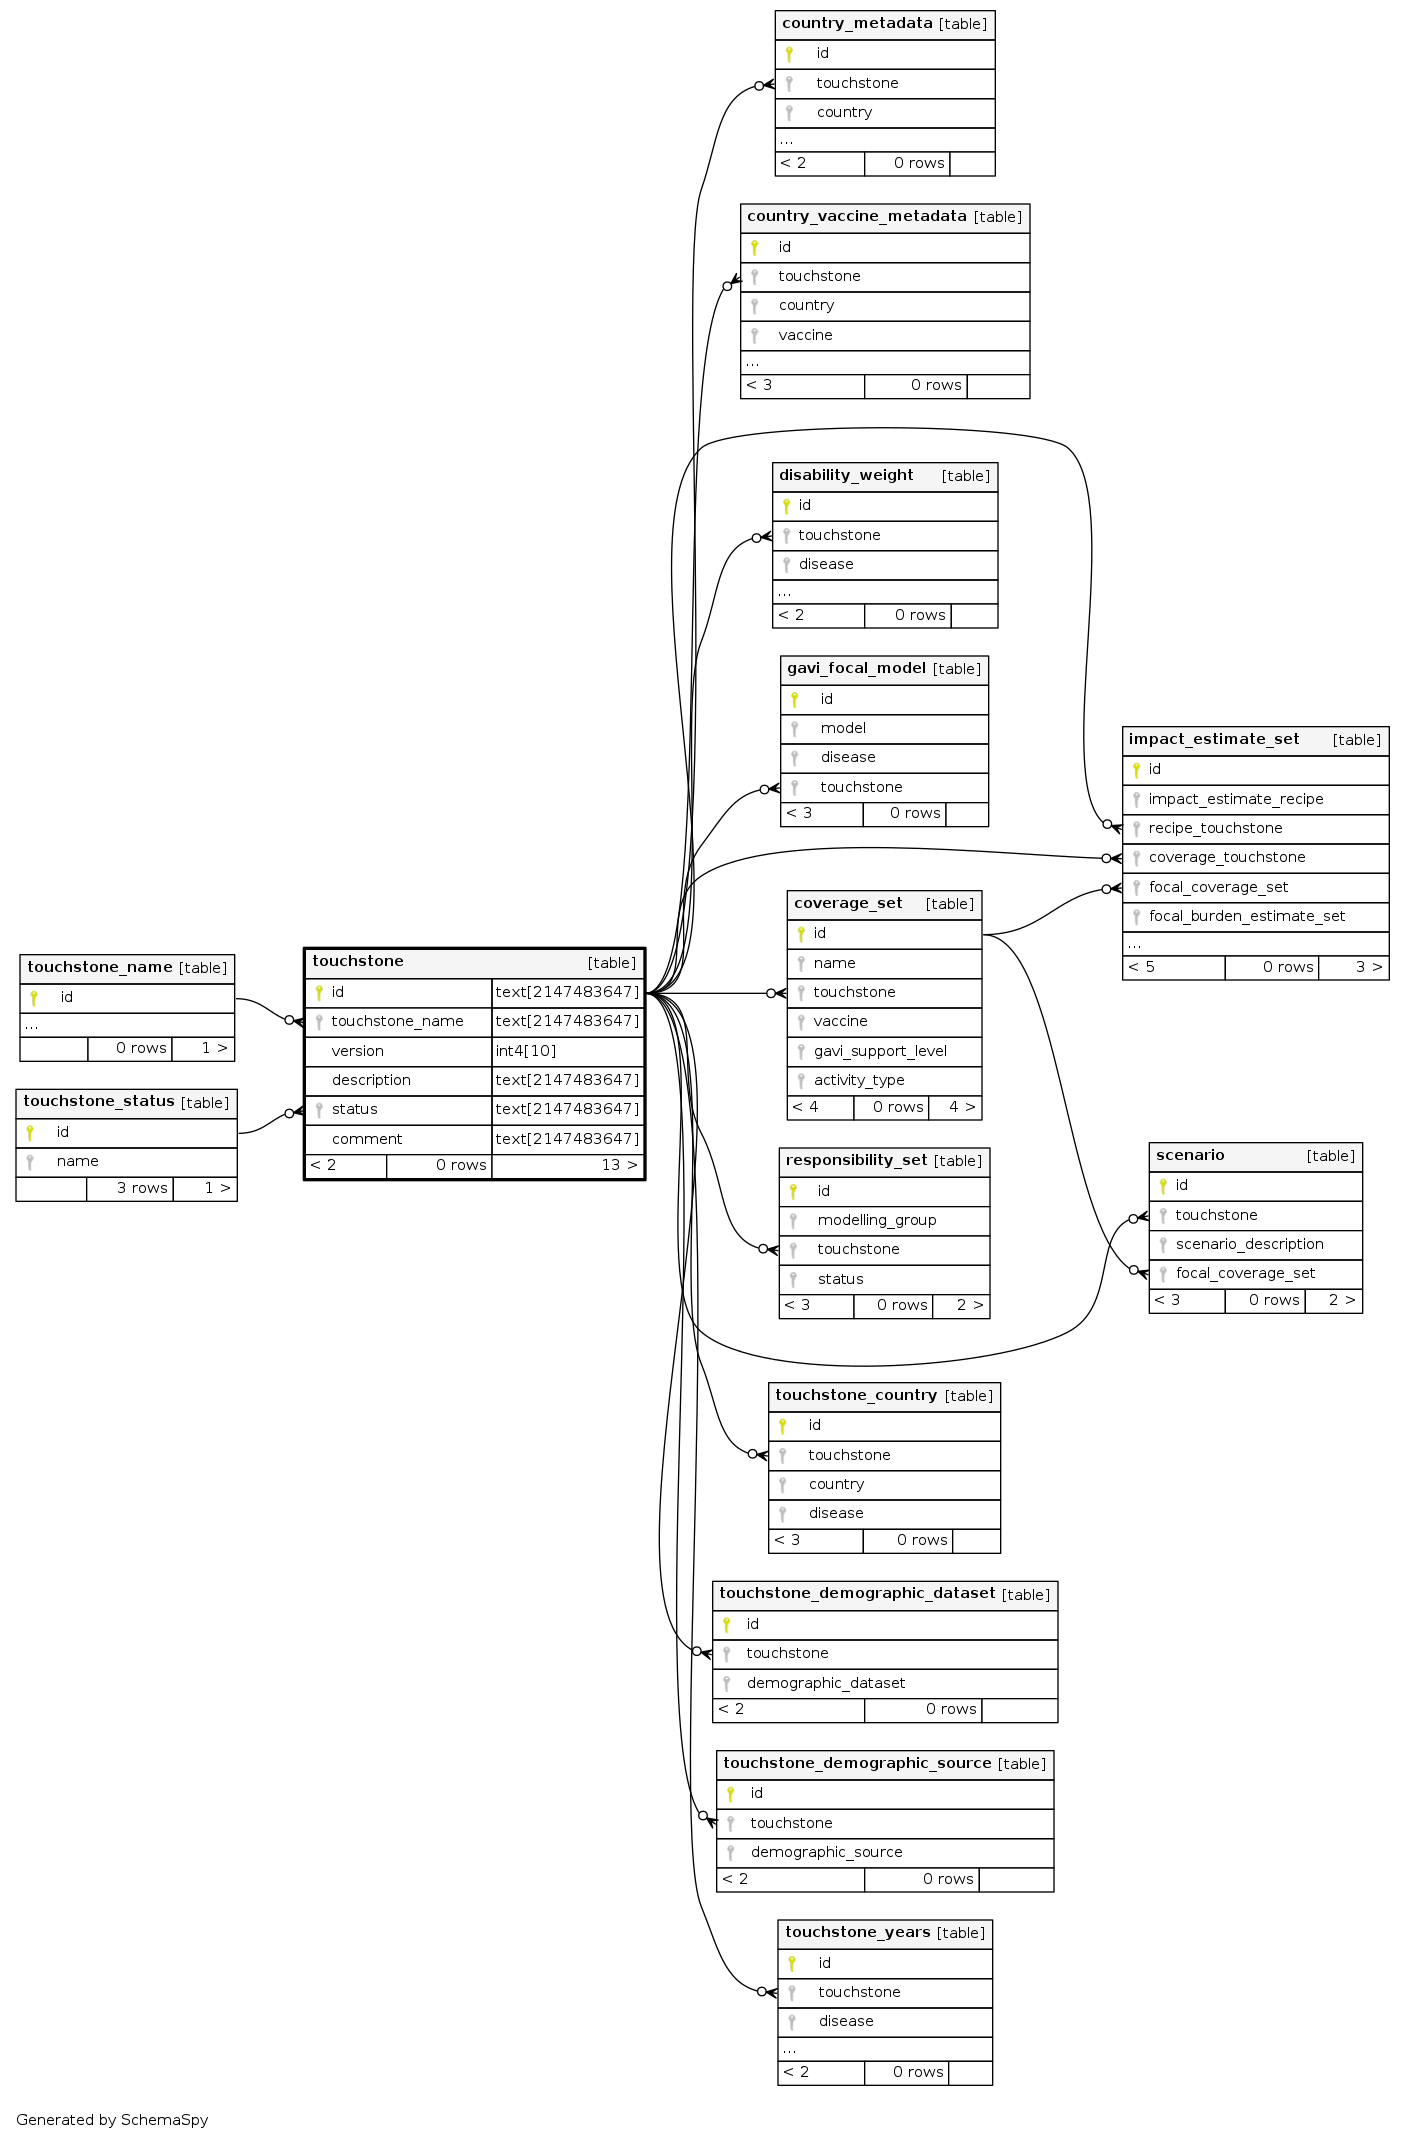 country_metadata [table]
id
touchstone
country
...
< 2 0 rows
country_vaccine_metadata [table]
id
touchstone
country
vaccine
...
< 3 0 rows
disability_weight [table]
id
touchstone
disease
...
< 2 0 rows
gavi_focal_model [table]
id
model
disease
touchstone
< 3 0 rows
impact_estimate_set [table]
id
impact_estimate_recipe
recipe_touchstone
coverage_touchstone
focal_coverage_set
focal_burden_estimate_set
...
< 5 0 rows 3 >
coverage_set [table]
id
name
touchstone
vaccine
gavi_support_level
activity_type
< 4 0 rows 4 >
touchstone_name [table]
id
...
0 rows 1 >
touchstone_status [table]
id
name
3 rows 1 >
touchstone [table]
id text[2147483647]
touchstone_name text[2147483647]
version int4[10]
description text[2147483647]
status text[2147483647]
comment text[2147483647]
< 2 0 rows 13 >
responsibility_set [table]
id
modelling_group
touchstone
status
< 3 0 rows 2 >
scenario [table]
id
touchstone
scenario_description
focal_coverage_set
< 3 0 rows 2 >
touchstone_country [table]
id
touchstone
country
disease
< 3 0 rows
touchstone_demographic_dataset [table]
id
touchstone
demographic_dataset
< 2 0 rows
touchstone_demographic_source [table]
id
touchstone
demographic_source
< 2 0 rows
touchstone_years [table]
id
touchstone
disease
...
< 2 0 rows
Generated by SchemaSpy